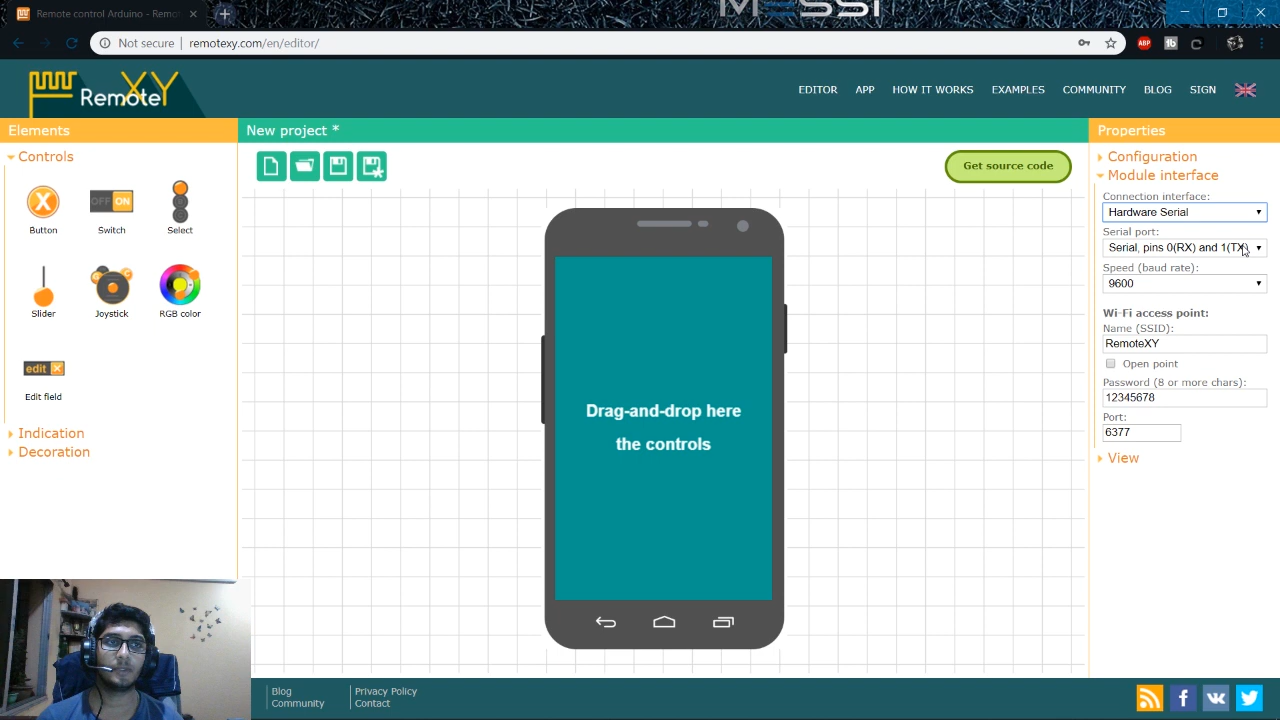 MESSI
Remote control Arduino - Remot
Not secure remotexy.com/en/editor/
ABP
RemoteXY
EDITOR APP HOW IT WORKS EXAMPLES COMMUNITY BLOG SIGN
Elements
New project *
Properties
Controls
Get source code
Configuration
Module interface
Connection interface:
X OFF ON
Hardware Serial
Button Switch Select
Serial port:
Serial, pins 0(RX) and 1(TX)
Speed (baud rate):
9600
Slider Joystick RGB color
Wi-Fi access point:
Name (SSID):
RemoteXY
Open point
edit X
Password (8 or more chars):
12345678
Edit field
Port:
6377
Drag-and-drop here
the controls
Indication
Decoration
View
Blog
Community
Privacy Policy
Contact